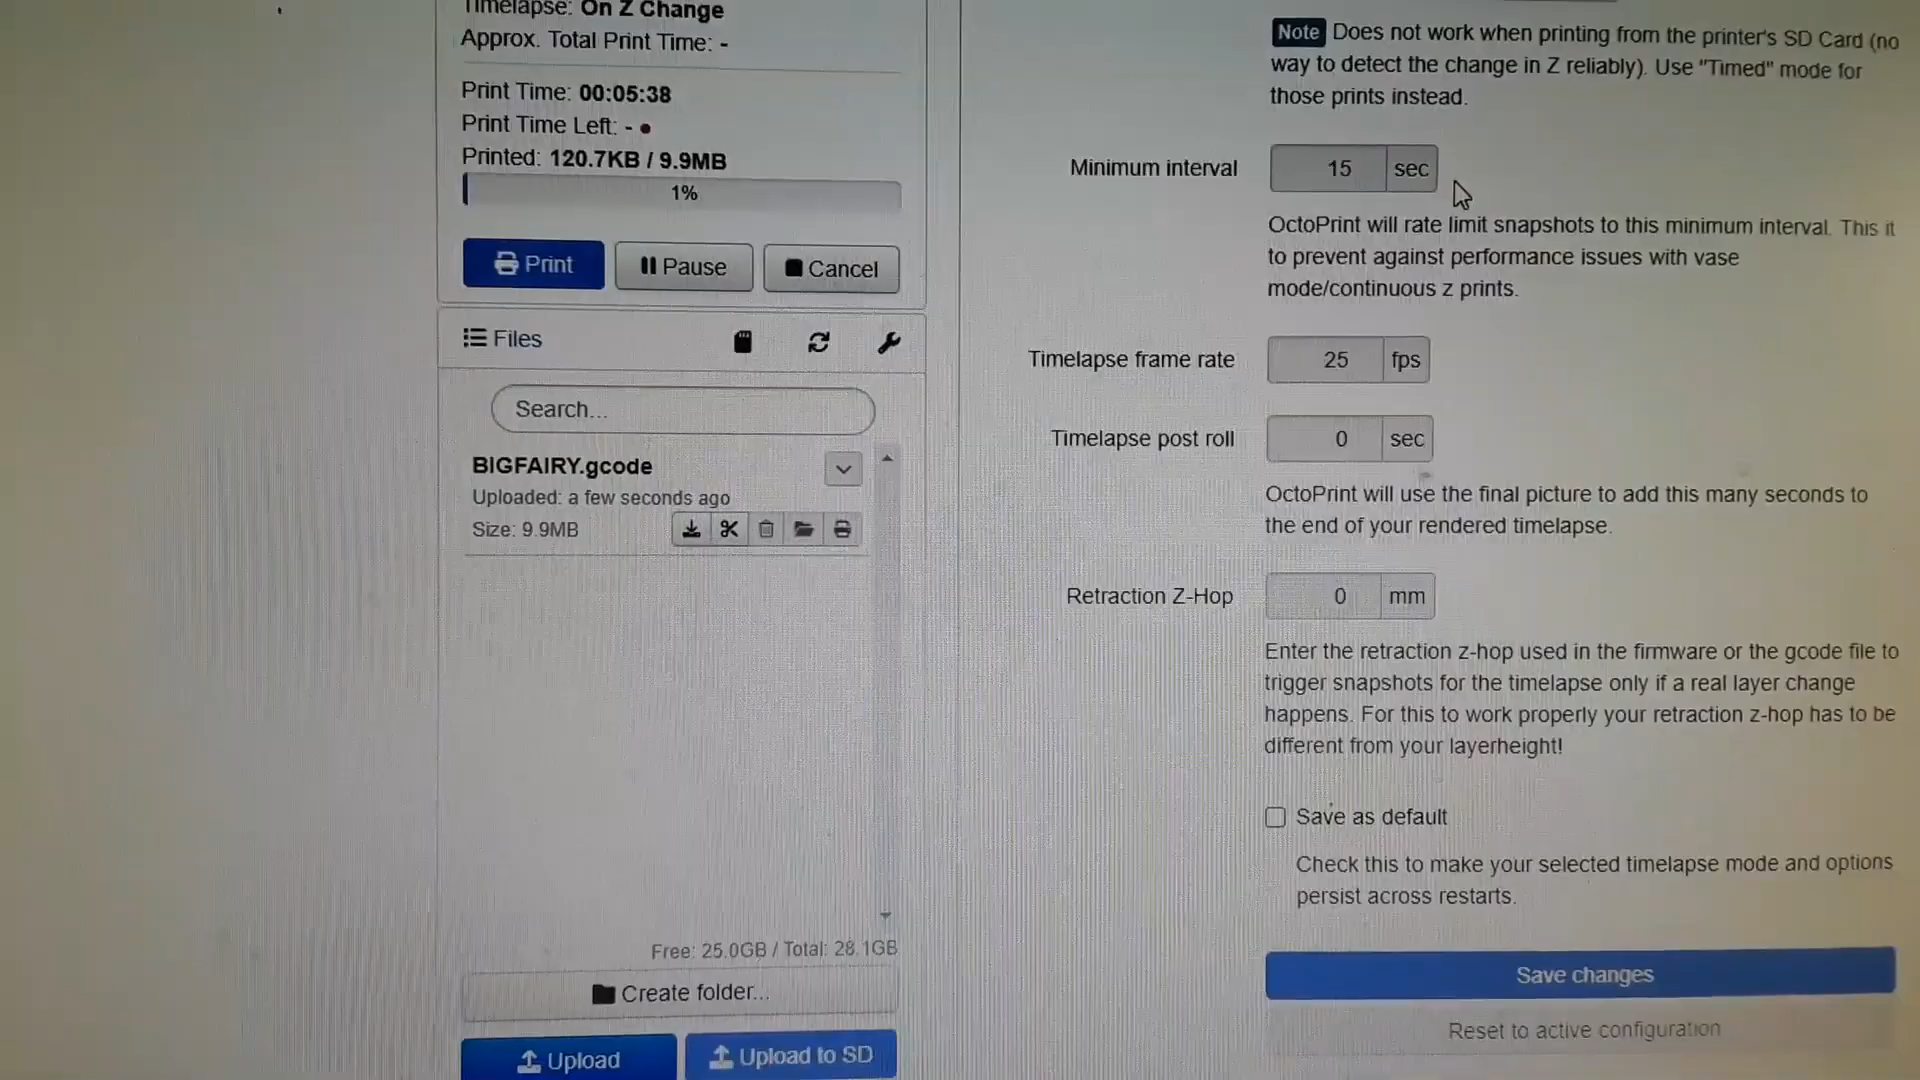 Timelapse: On Z Change
Approx. Total Print Time: -
Print Time: 00:05:38
Print Time Left: -
Printed: 120.7KB / 9.9MB
1%
Print
Pause
Cancel
Files
Search...
BIGFAIRY.gcode
Uploaded: a few seconds ago
Size: 9.9MB
Free: 25.0GB / Total: 28.1GB
Create folder...
Upload
Upload to SD
Note Does not work when printing from the printer's SD Card (no
way to detect the change in Z reliably). Use "Timed" mode for
those prints instead.
Minimum interval 15 sec
OctoPrint will rate limit snapshots to this minimum interval. This it
to prevent against performance issues with vase
mode/continuous z prints.
Timelapse frame rate 25 fps
Timelapse post roll 0 sec
OctoPrint will use the final picture to add this many seconds to
the end of your rendered timelapse.
Retraction Z-Hop 0 mm
Enter the retraction z-hop used in the firmware or the gcode file to
trigger snapshots for the timelapse only if a real layer change
happens. For this to work properly your retraction z-hop has to be
different from your layerheight!
Save as default
Check this to make your selected timelapse mode and options
persist across restarts.
Save changes
Reset to active configuration